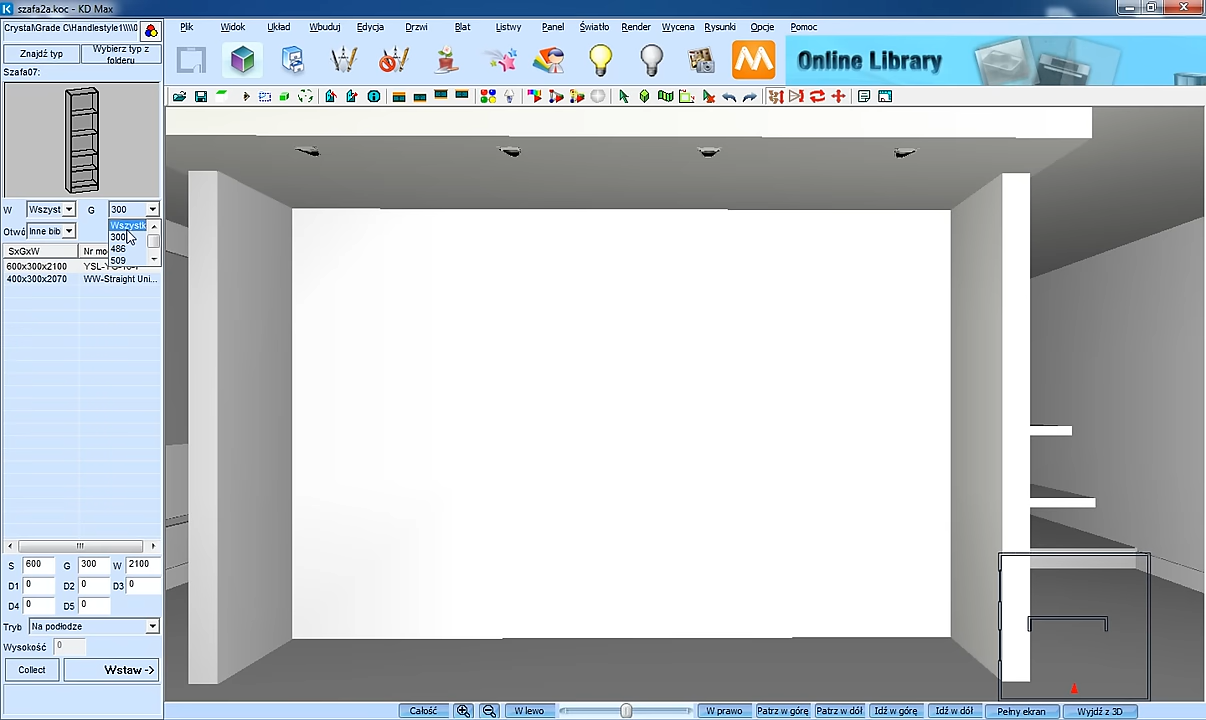 szafa2a.koc - KD Max
Crystal\Grade C\Handlestyle1\\\\0
Plik Widok Układ Wbuduj Edycja Drzwi Blat Listwy Panel Światło Render Wycena Rysunki Opcje Pomoc
Znajdź typ
Wybierz typ z folderu
Online Library
Szafa07:
W Wszyst G 300
Wszystk
Otwó Inne bib
300
486
509
SxGxW Nr mo
600x300x2100
400x300x2070 WW-Straight Uni...
S 600 G 300 W 2100
D1 0 D2 0 D3 0
D4 0 D5 0
Tryb Na podłodze
Wysokość 0
Collect Wstaw ->
Całość W lewo W prawo Patrz w górę Patrz w dół Idź w górę Idź w dół Pełny ekran Wyjdź z 3D